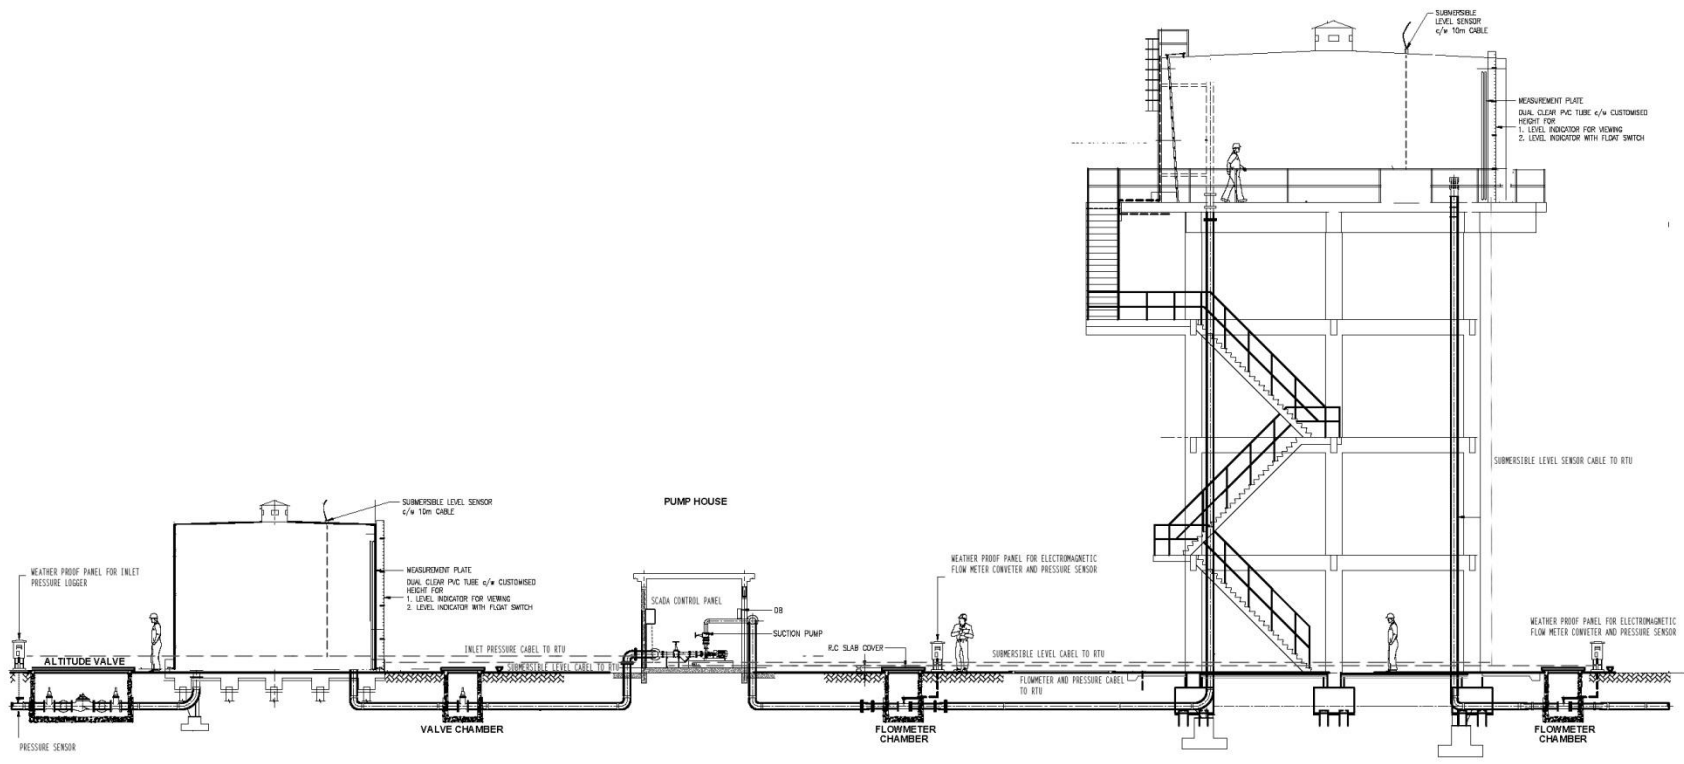 SUBMERSIBLE
LEVEL SENSOR
c/w 10m CABLE
MEASUREMENT PLATE
DUAL CLEAR PVC TUBE c/w CUSTOMISED
HEIGHT FOR
1. LEVEL INDICATOR FOR VIEWING
2. LEVEL INDICATOR WITH FLOAT SWITCH
SUBMERSIBLE LEVEL SENSOR CABLE TO RTU
SUBMERSIBLE LEVEL SENSOR
c/w 10m CABLE
PUMP HOUSE
WEATHER PROOF PANEL FOR INLET
PRESSURE LOGGER
MEASUREMENT PLATE
DUAL CLEAR PVC TUBE c/w CUSTOMISED
HEIGHT FOR
1. LEVEL INDICATOR FOR VIEWING
2. LEVEL INDICATOR WITH FLOAT SWITCH
WEATHER PROOF PANEL FOR ELECTROMAGNETIC
FLOW METER CONVETER AND PRESSURE SENSOR
SCADA CONTROL PANEL
DB
SUCTION PUMP
WEATHER PROOF PANEL FOR ELECTROMAGNETIC
FLOW METER CONVETER AND PRESSURE SENSOR
INLET PRESSURE CABEL TO RTU
R.C SLAB COVER
SUBMERSIBLE LEVEL CABEL TO RTU
ALTITUDE VALVE
SUBMERSIBLE LEVEL CABEL TO RTU
FLOWMETER AND PRESSURE CABEL
TO RTU
PRESSURE SENSOR
VALVE CHAMBER
FLOWMETER
CHAMBER
FLOWMETER
CHAMBER